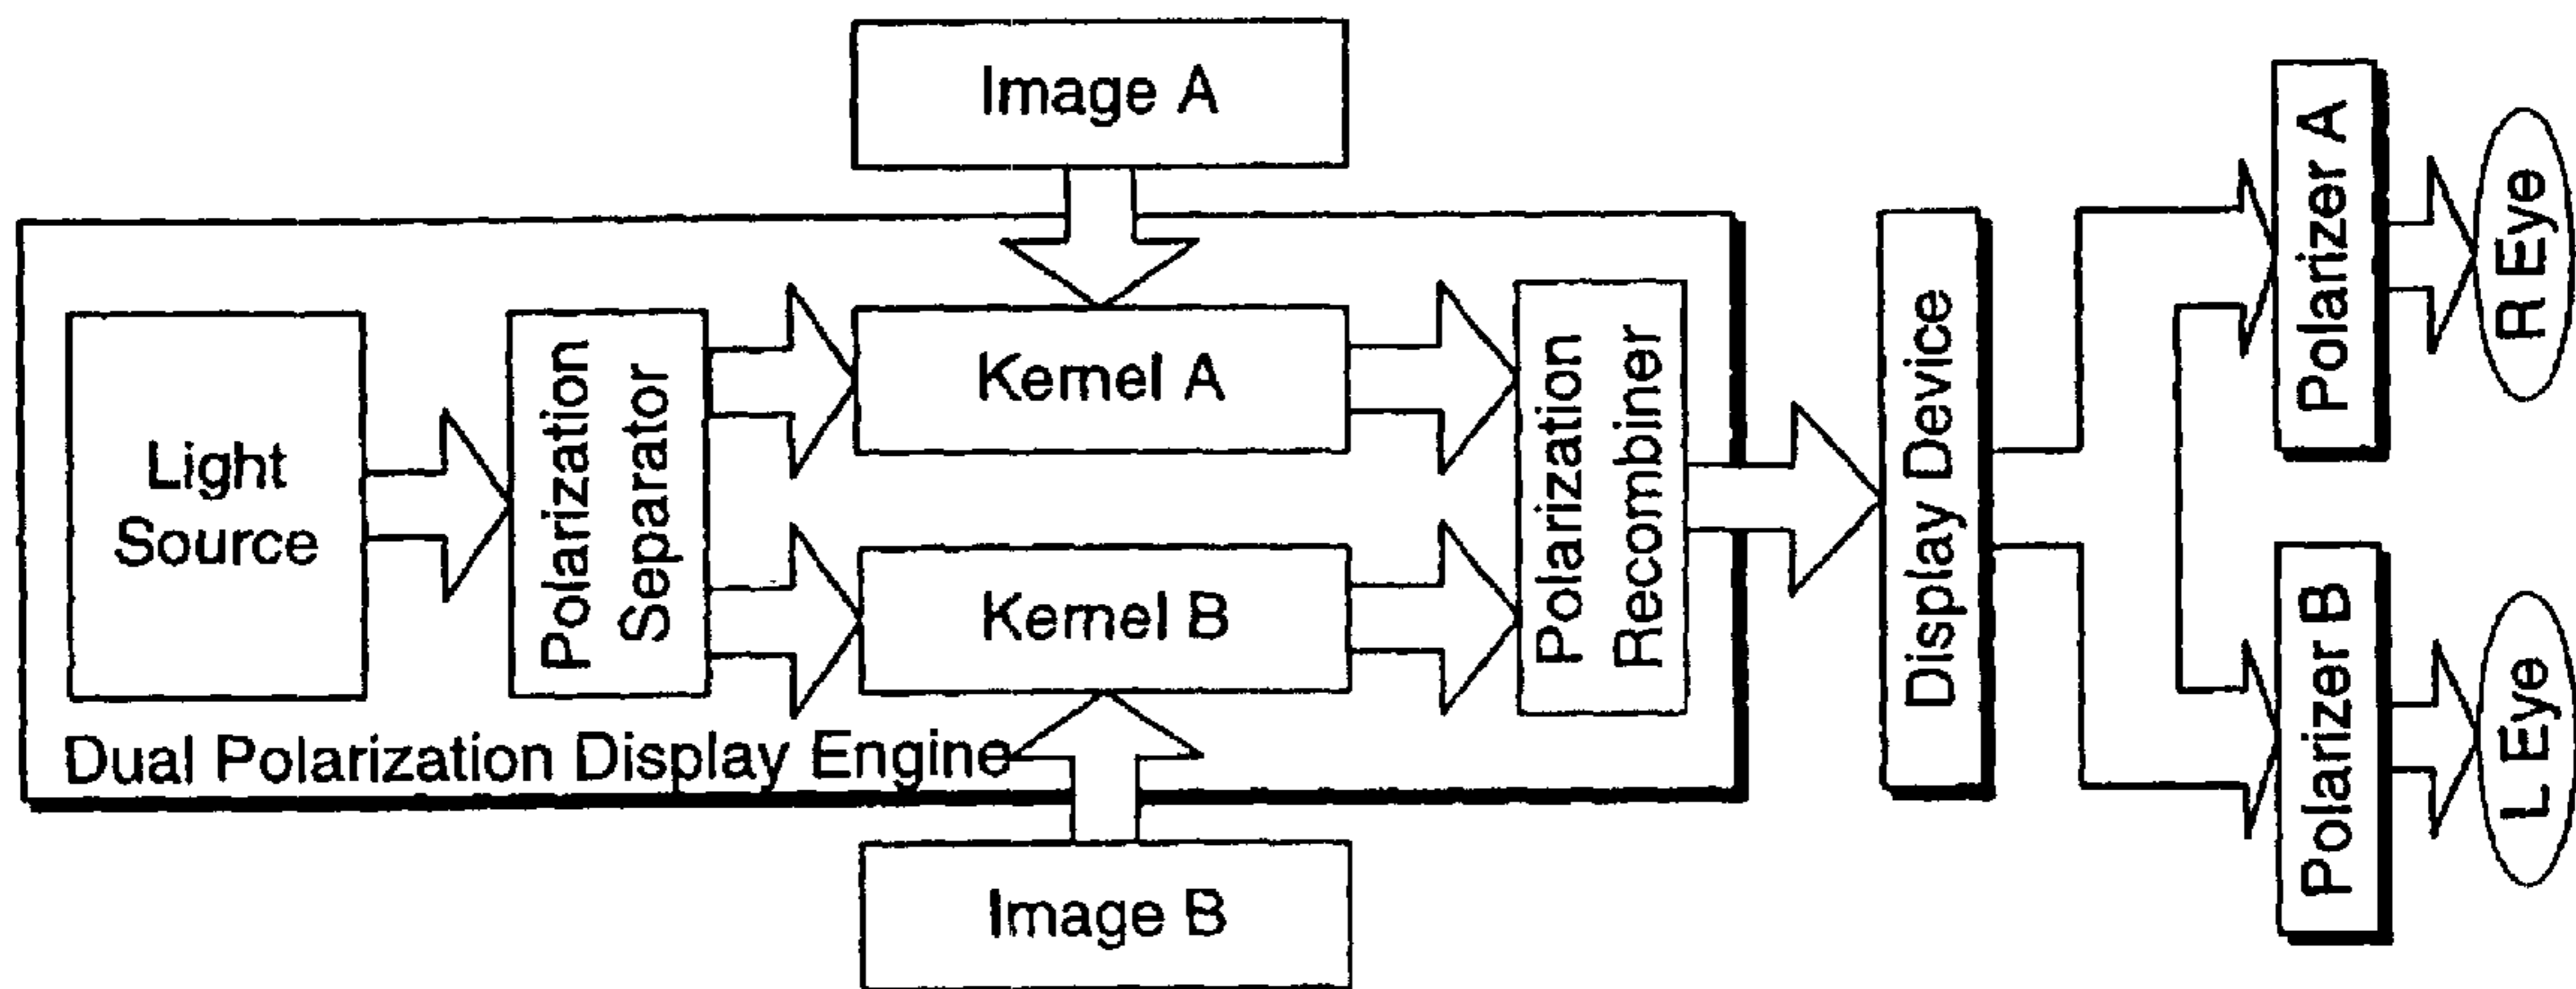 Image A
Light
Source
Polarization
Separator
Kernel A
Kernel B
Polarization
Recombiner
Display Device
Polarizer A
R Eye
Polarizer B
L Eye
Dual Polarization Display Engine
Image B